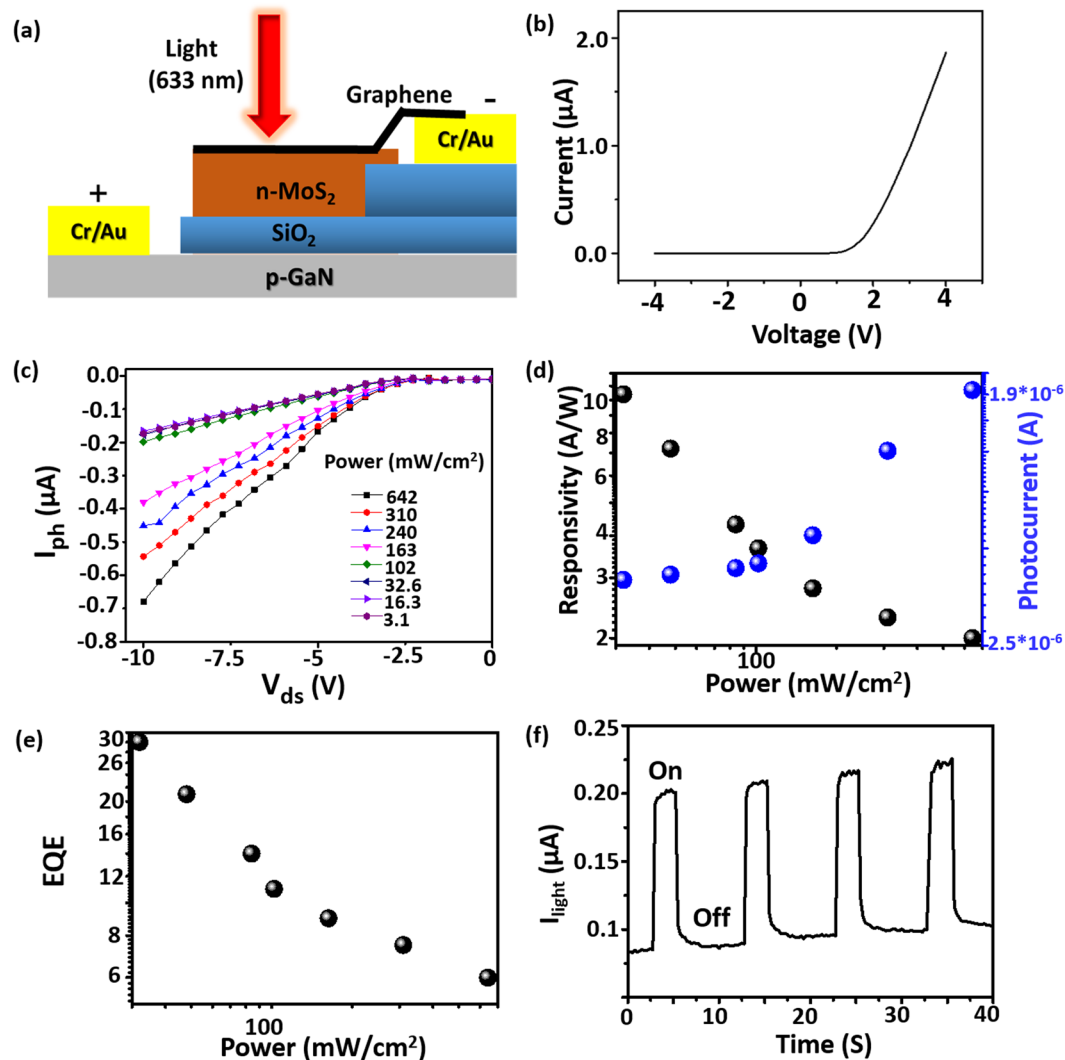 (a)
Light
(633 nm)
Graphene
-
Cr/Au
+
n-MoS2
Cr/Au
SiO2
p-GaN
(b)
Current (µA)
2.0
1.0
0.0
-4
-2
0
2
4
Voltage (V)
(c)
Iph (µA)
0.0
-0.1
-0.2
-0.3
-0.4
-0.5
-0.6
-0.7
-0.8
Power (mW/cm²)
642
310
240
163
102
32.6
16.3
3.1
-10
-7.5
-5
-2.5
0
Vds (V)
(d)
Responsivity (A/W)
10
8
6
4
3
2
1.9*10-6
2.5*10-6
Photocurrent (A)
100
Power (mW/cm²)
(e)
EQE
30
26
20
16
12
8
6
100
Power (mW/cm²)
(f)
Ilight (µA)
0.25
0.20
0.15
0.1
0.05
On
Off
0
10
20
30
40
Time (S)